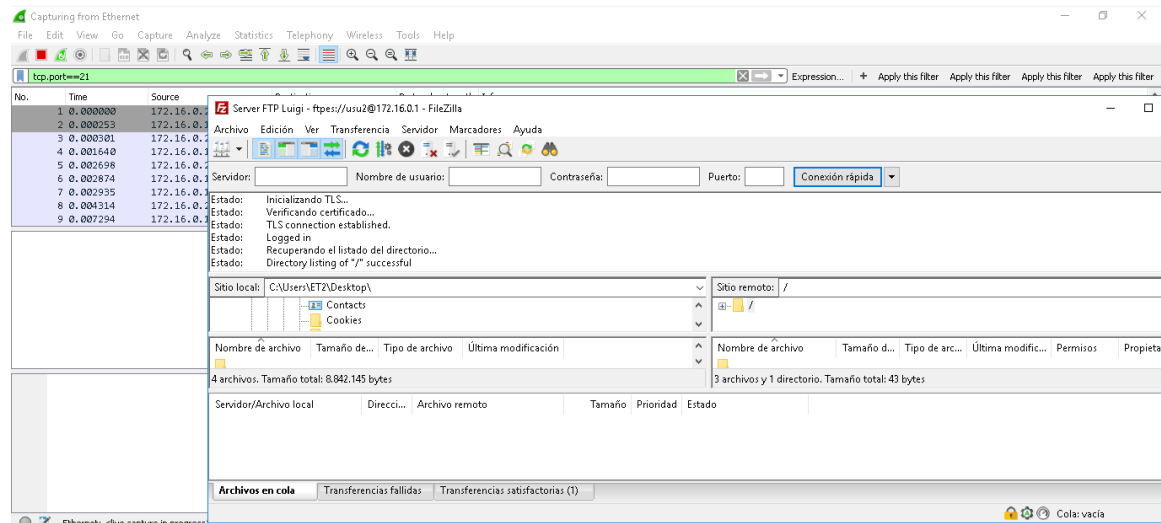 Capturing from Ethernet
File Edit View Go Capture Analyze Statistics Telephony Wireless Tools Help
tcp.port==21
Expression... + Apply this filter Apply this filter Apply this filter Apply this filter
No. Time Source
1 0.000000 172.16.0.
2 0.000253 172.16.0.1
3 0.000301 172.16.0.2
4 0.001640 172.16.0.1
5 0.002698 172.16.0.2
6 0.002874 172.16.0.1
7 0.002935 172.16.0.1
8 0.004314 172.16.0.2
9 0.007294 172.16.0.1
Server FTP Luigi - ftpes://usu2@172.16.0.1 - FileZilla
Archivo Edición Ver Transferencia Servidor Marcadores Ayuda
Servidor: Nombre de usuario: Contraseña: Puerto: Conexión rápida
Estado: Inicializando TLS...
Estado: Verificando certificado...
Estado: TLS connection established.
Estado: Logged in
Estado: Recuperando el listado del directorio...
Estado: Directory listing of "/" successful
Sitio local: C:\Users\ET2\Desktop\
Contacts
Cookies
Sitio remoto: /
/
Nombre de archivo Tamaño de... Tipo de archivo Última modificación
4 archivos. Tamaño total: 8.842.145 bytes
Nombre de archivo Tamaño d... Tipo de arc... Última modific... Permisos Propieta
3 archivos y 1 directorio. Tamaño total: 43 bytes
Servidor/Archivo local Direcci... Archivo remoto Tamaño Prioridad Estado
Archivos en cola Transferencias fallidas Transferencias satisfactorias (1)
Cola: vacía